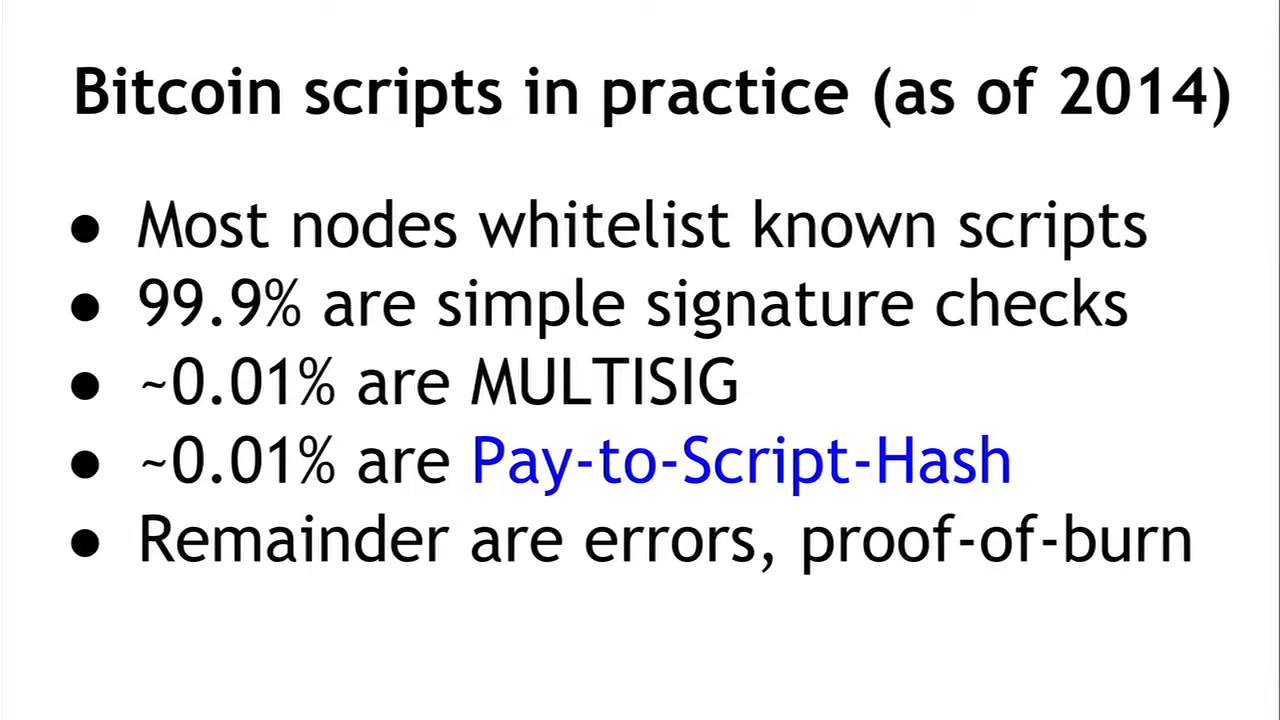 Bitcoin scripts in practice (as of 2014)
● Most nodes whitelist known scripts
● 99.9% are simple signature checks
● ~0.01% are MULTISIG
● ~0.01% are Pay-to-Script-Hash
● Remainder are errors, proof-of-burn